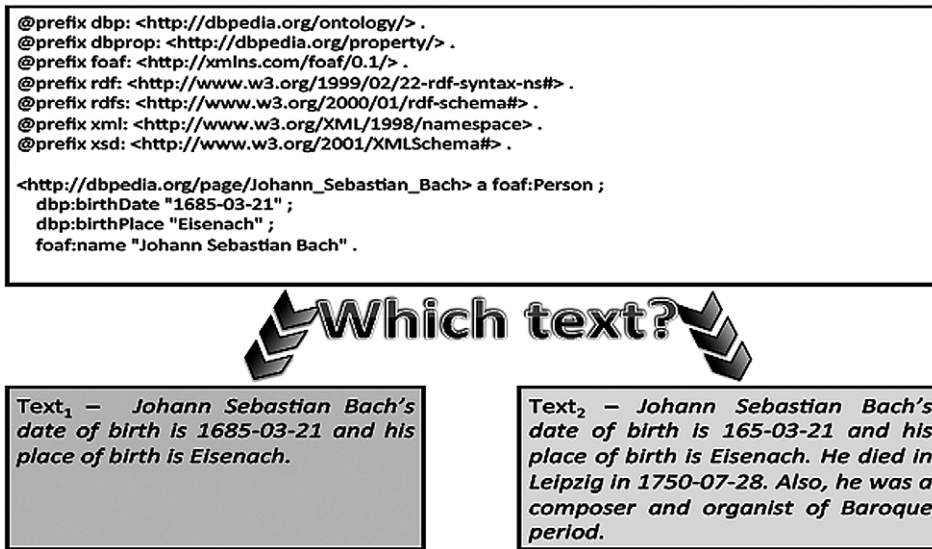 @prefix dbp: <http://dbpedia.org/ontology/> .
@prefix dbprop: <http://dbpedia.org/property/> .
@prefix foaf: <http://xmlns.com/foaf/0.1/> .
@prefix rdf: <http://www.w3.org/1999/02/22-rdf-syntax-ns#> .
@prefix rdfs: <http://www.w3.org/2000/01/rdf-schema#> .
@prefix xml: <http://www.w3.org/XML/1998/namespace> .
@prefix xsd: <http://www.w3.org/2001/XMLSchema#> .
<http://dbpedia.org/page/Johann_Sebastian_Bach> a foaf:Person ;
dbp:birthDate "1685-03-21" ;
dbp:birthPlace "Eisenach" ;
foaf:name "Johann Sebastian Bach" .
Which text?
Text₁ – Johann Sebastian Bach's
date of birth is 1685-03-21 and his
place of birth is Eisenach.
Text₂ – Johann Sebastian Bach's
date of birth is 165-03-21 and his
place of birth is Eisenach. He died in
Leipzig in 1750-07-28. Also, he was a
composer and organist of Baroque
period.